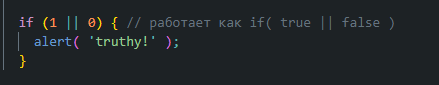 if (1 || 0) { // работает как if( true || false )
  alert( 'truthy!' );
}